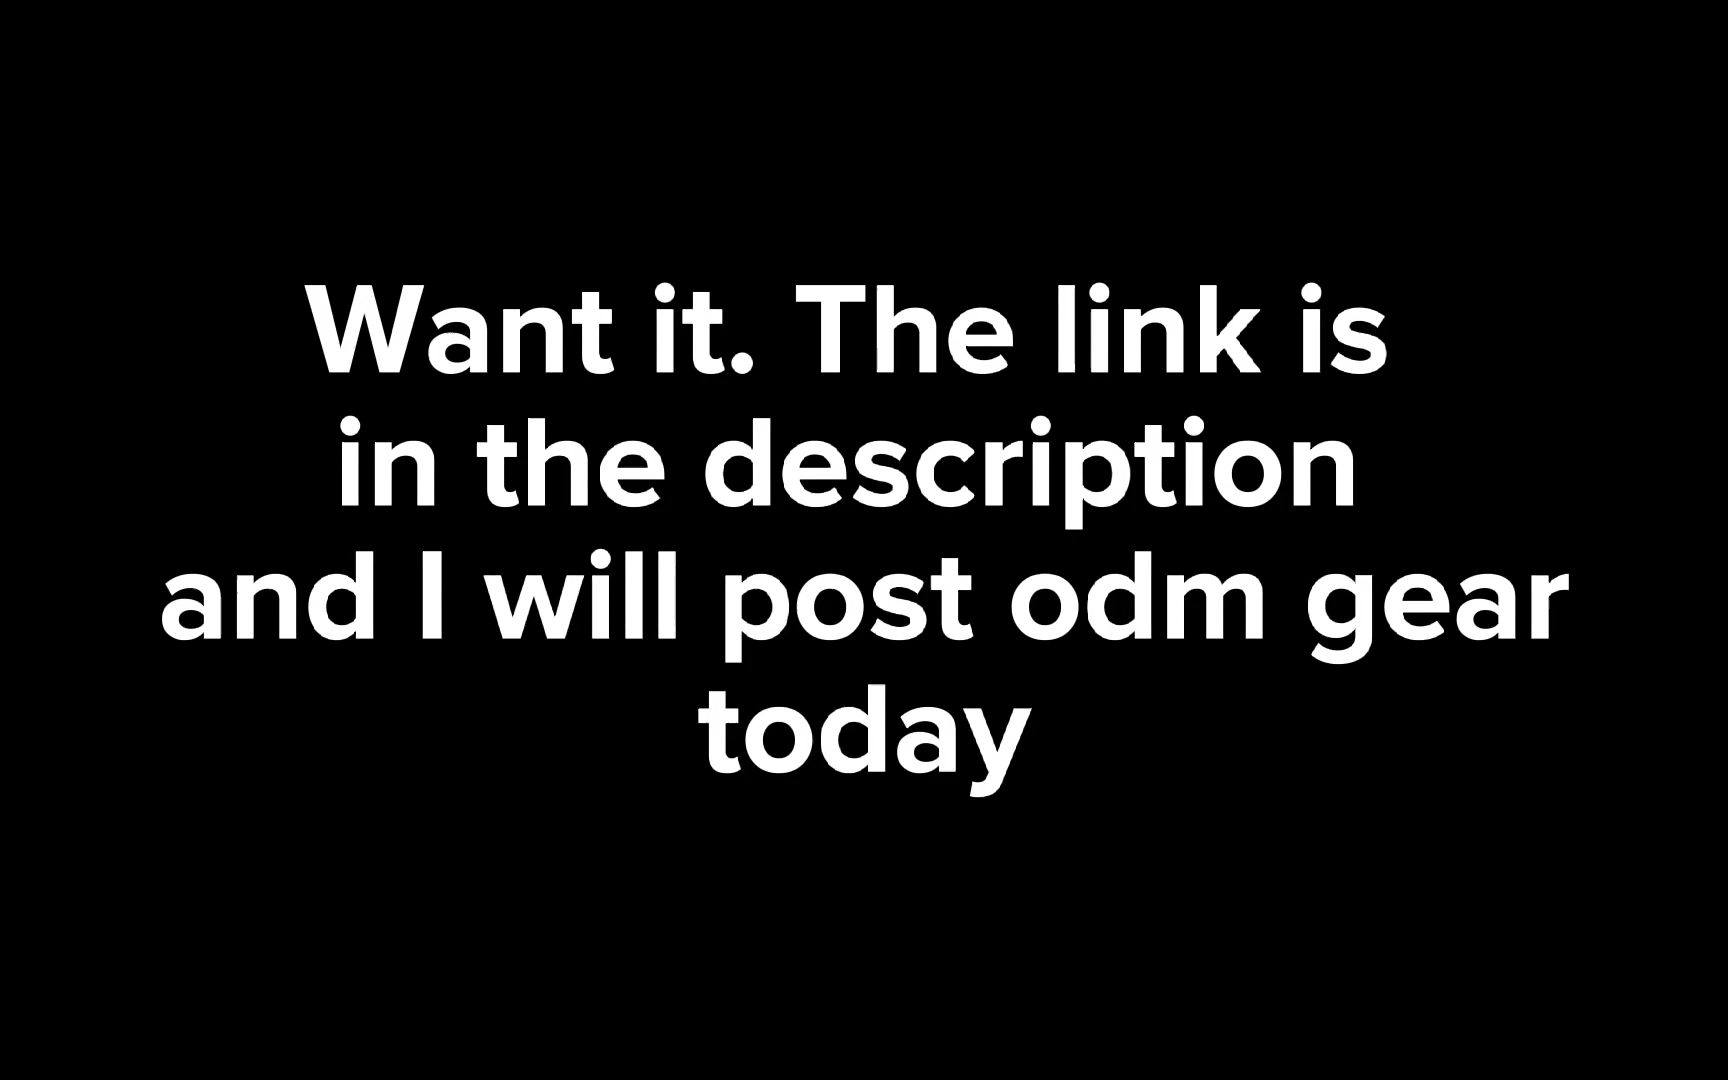 Want it. The link is
in the description
and I will post odm gear
today